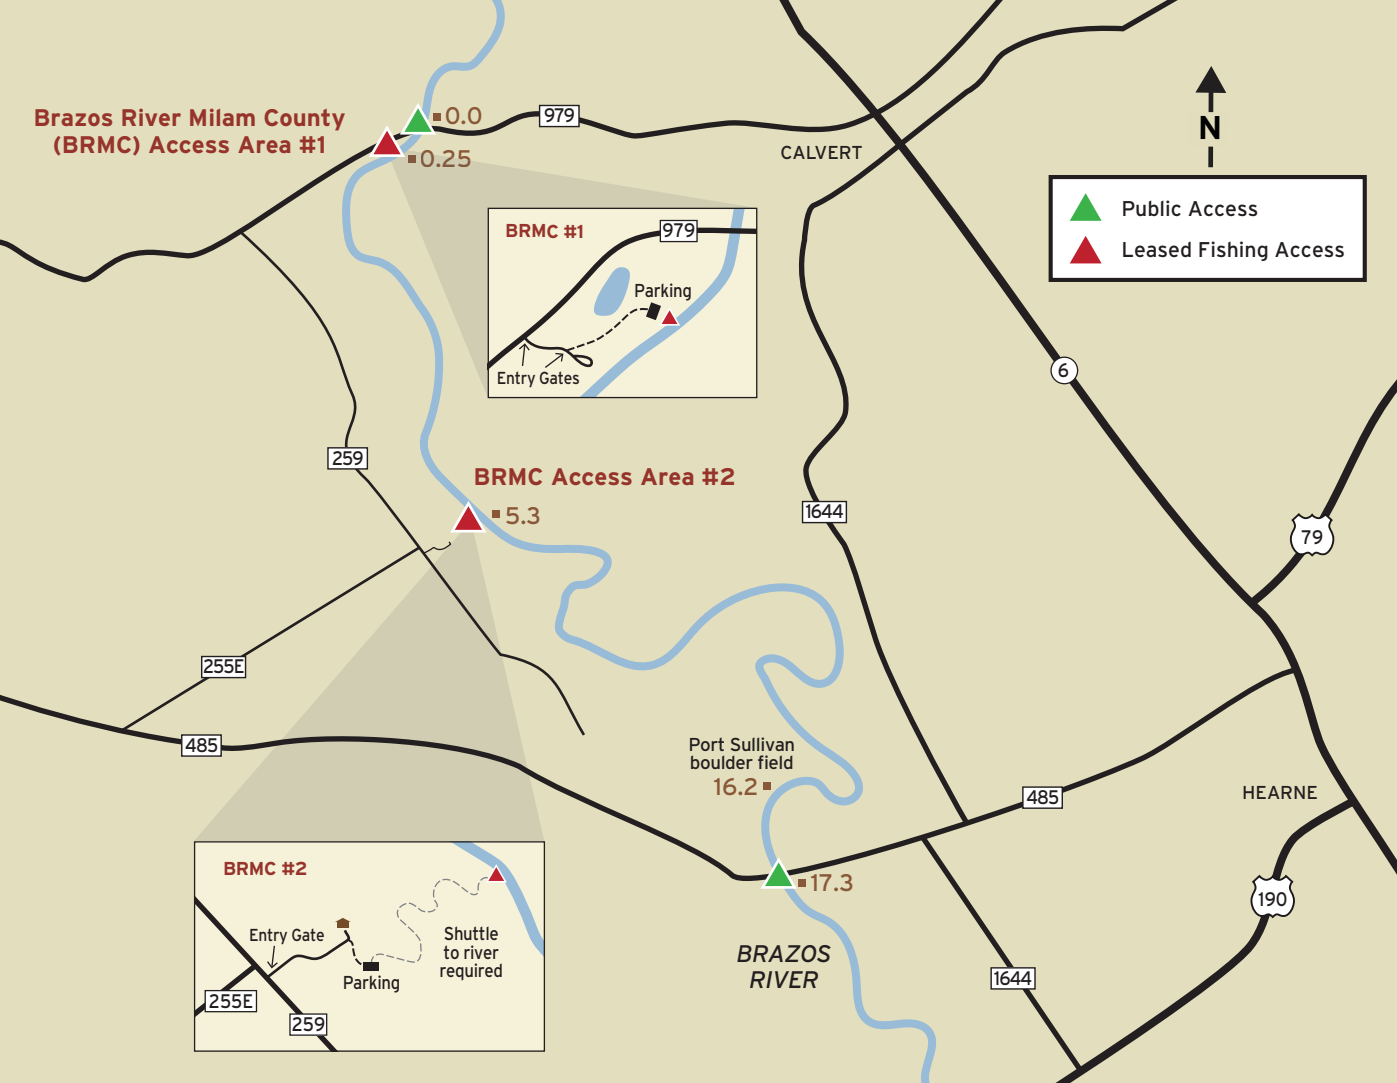 0.0
979
Brazos River Milam County
(BRMC) Access Area #1
0.25
CALVERT
N
Public Access
Leased Fishing Access
BRMC #1
979
Parking
Entry Gates
6
259
BRMC Access Area #2
5.3
1644
79
255E
485
Port Sullivan
boulder field
16.2
485
HEARNE
17.3
190
BRMC #2
Entry Gate
Shuttle
to river
required
Parking
255E
259
BRAZOS
RIVER
1644